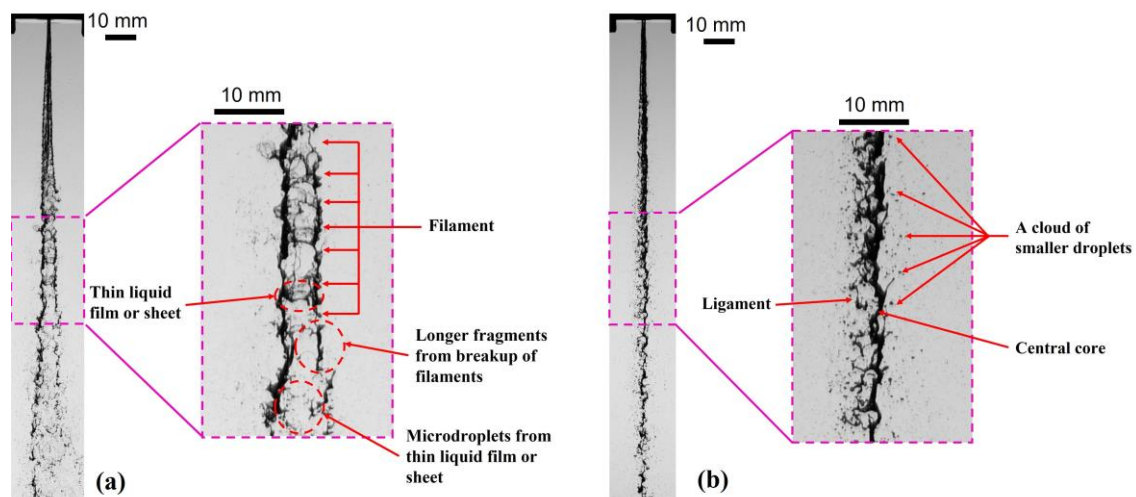 (a)
10 mm
10 mm
Filament
Thin liquid
film or sheet
Longer fragments
from breakup of
filaments
Microdroplets from
thin liquid film or
sheet
(b)
10 mm
10 mm
A cloud of
smaller droplets
Ligament
Central core